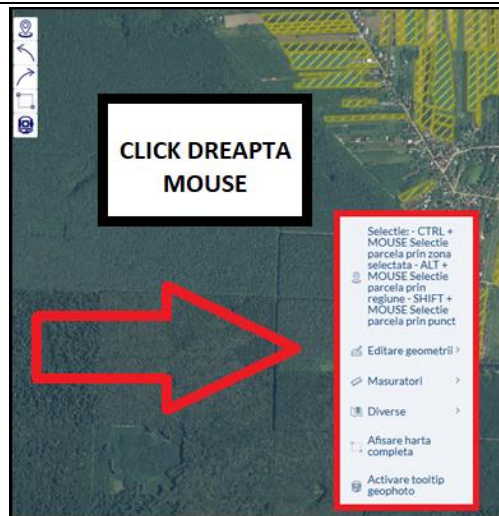 CLICK DREAPTA
MOUSE
Selectie: - CTRL +
MOUSE Selectie
parcela prin zona
selectata - ALT +
MOUSE Selectie
parcela prin
regiune - SHIFT +
MOUSE Selectie
parcela prin punct
Editare geometrii
Masuratori
Diverse
Afisare harta
completa
Activare tooltip
geophoto